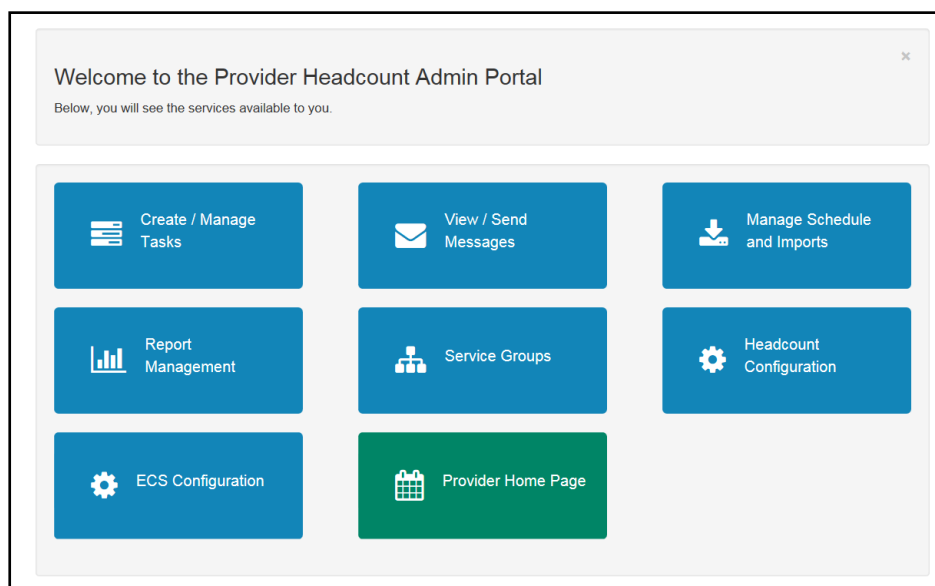 Welcome to the Provider Headcount Admin Portal
×
Below, you will see the services available to you.
Create / Manage
Tasks
View / Send
Messages
Manage Schedule
and Imports
Report
Management
Service Groups
Headcount
Configuration
ECS Configuration
Provider Home Page